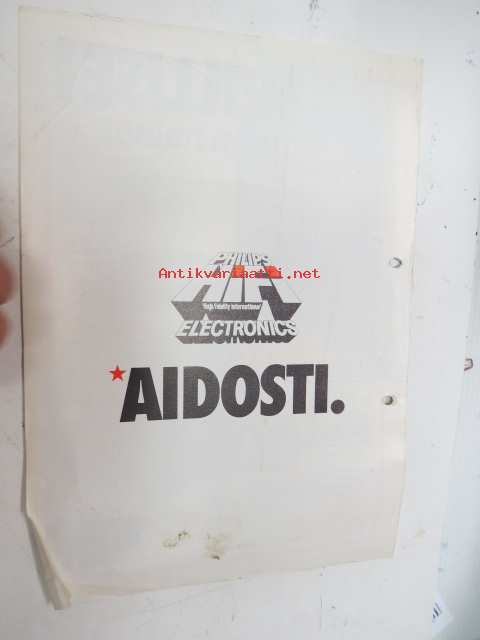 PHILIPS
Antikvariaatti.net
HIFI
"High Fidelity International"
ELECTRONICS
*AIDOSTI.